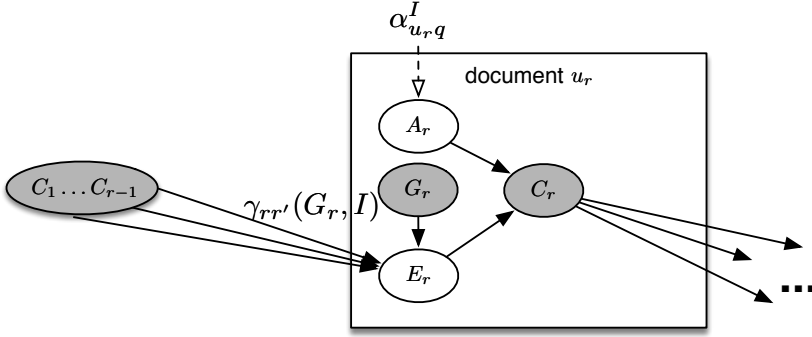 α^I_{u_r q}
document u_r
A_r
C_1 … C_{r−1}
G_r
C_r
γ_{rr′}(G_r, I)
E_r
...